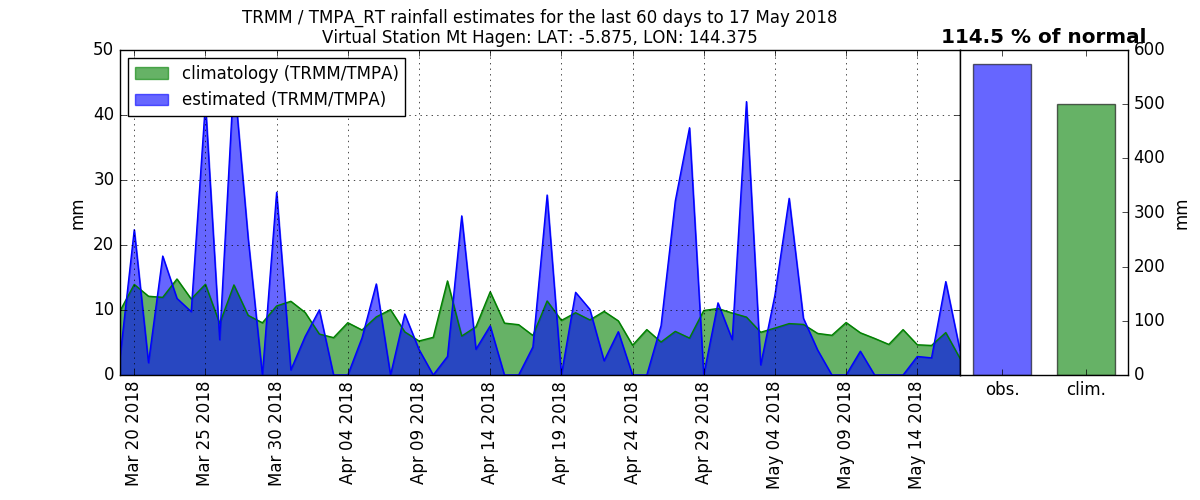 TRMM / TMPA_RT rainfall estimates for the last 60 days to 17 May 2018
Virtual Station Mt Hagen: LAT: -5.875, LON: 144.375
114.5 % of normal
climatology (TRMM/TMPA)
estimated (TRMM/TMPA)
50
40
30
20
10
0
mm
Mar 20 2018
Mar 25 2018
Mar 30 2018
Apr 04 2018
Apr 09 2018
Apr 14 2018
Apr 19 2018
Apr 24 2018
Apr 29 2018
May 04 2018
May 09 2018
May 14 2018
600
500
400
300
200
100
0
mm
obs.
clim.